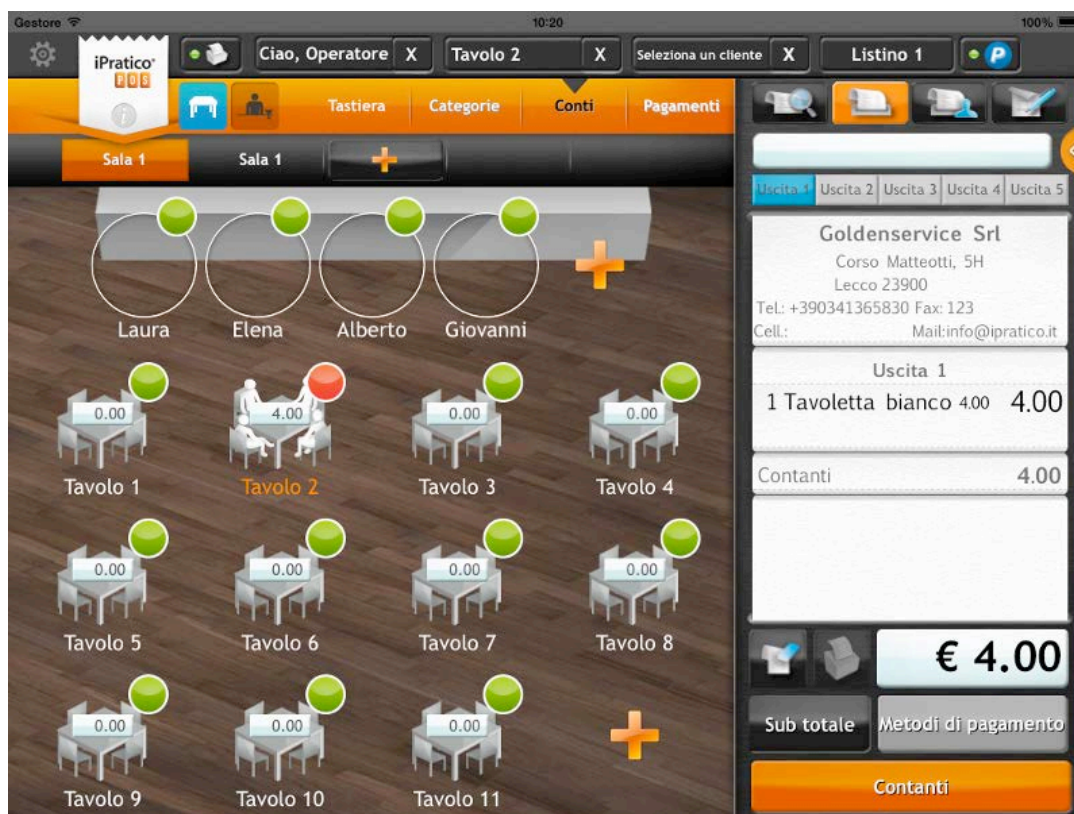 Gestore 10:20 100%
iPratico
POS
Ciao, Operatore X
Tavolo 2 X
Seleziona un cliente X
Listino 1
P
Tastiera
Categorie
Conti
Pagamenti
Sala 1
Sala 1
Laura
Elena
Alberto
Giovanni
0.00
4.00
0.00
0.00
Tavolo 1
Tavolo 2
Tavolo 3
Tavolo 4
0.00
0.00
0.00
0.00
Tavolo 5
Tavolo 6
Tavolo 7
Tavolo 8
0.00
0.00
0.00
Tavolo 9
Tavolo 10
Tavolo 11
Uscita 1
Uscita 2
Uscita 3
Uscita 4
Uscita 5
Goldenservice Srl
Corso Matteotti, 5H
Lecco 23900
Tel.: +390341365830 Fax: 123
Cell.: Mail:info@ipratico.it
Uscita 1
1 Tavoletta bianco 4.00 4.00
Contanti 4.00
€ 4.00
Sub totale
Metodi di pagamento
Contanti